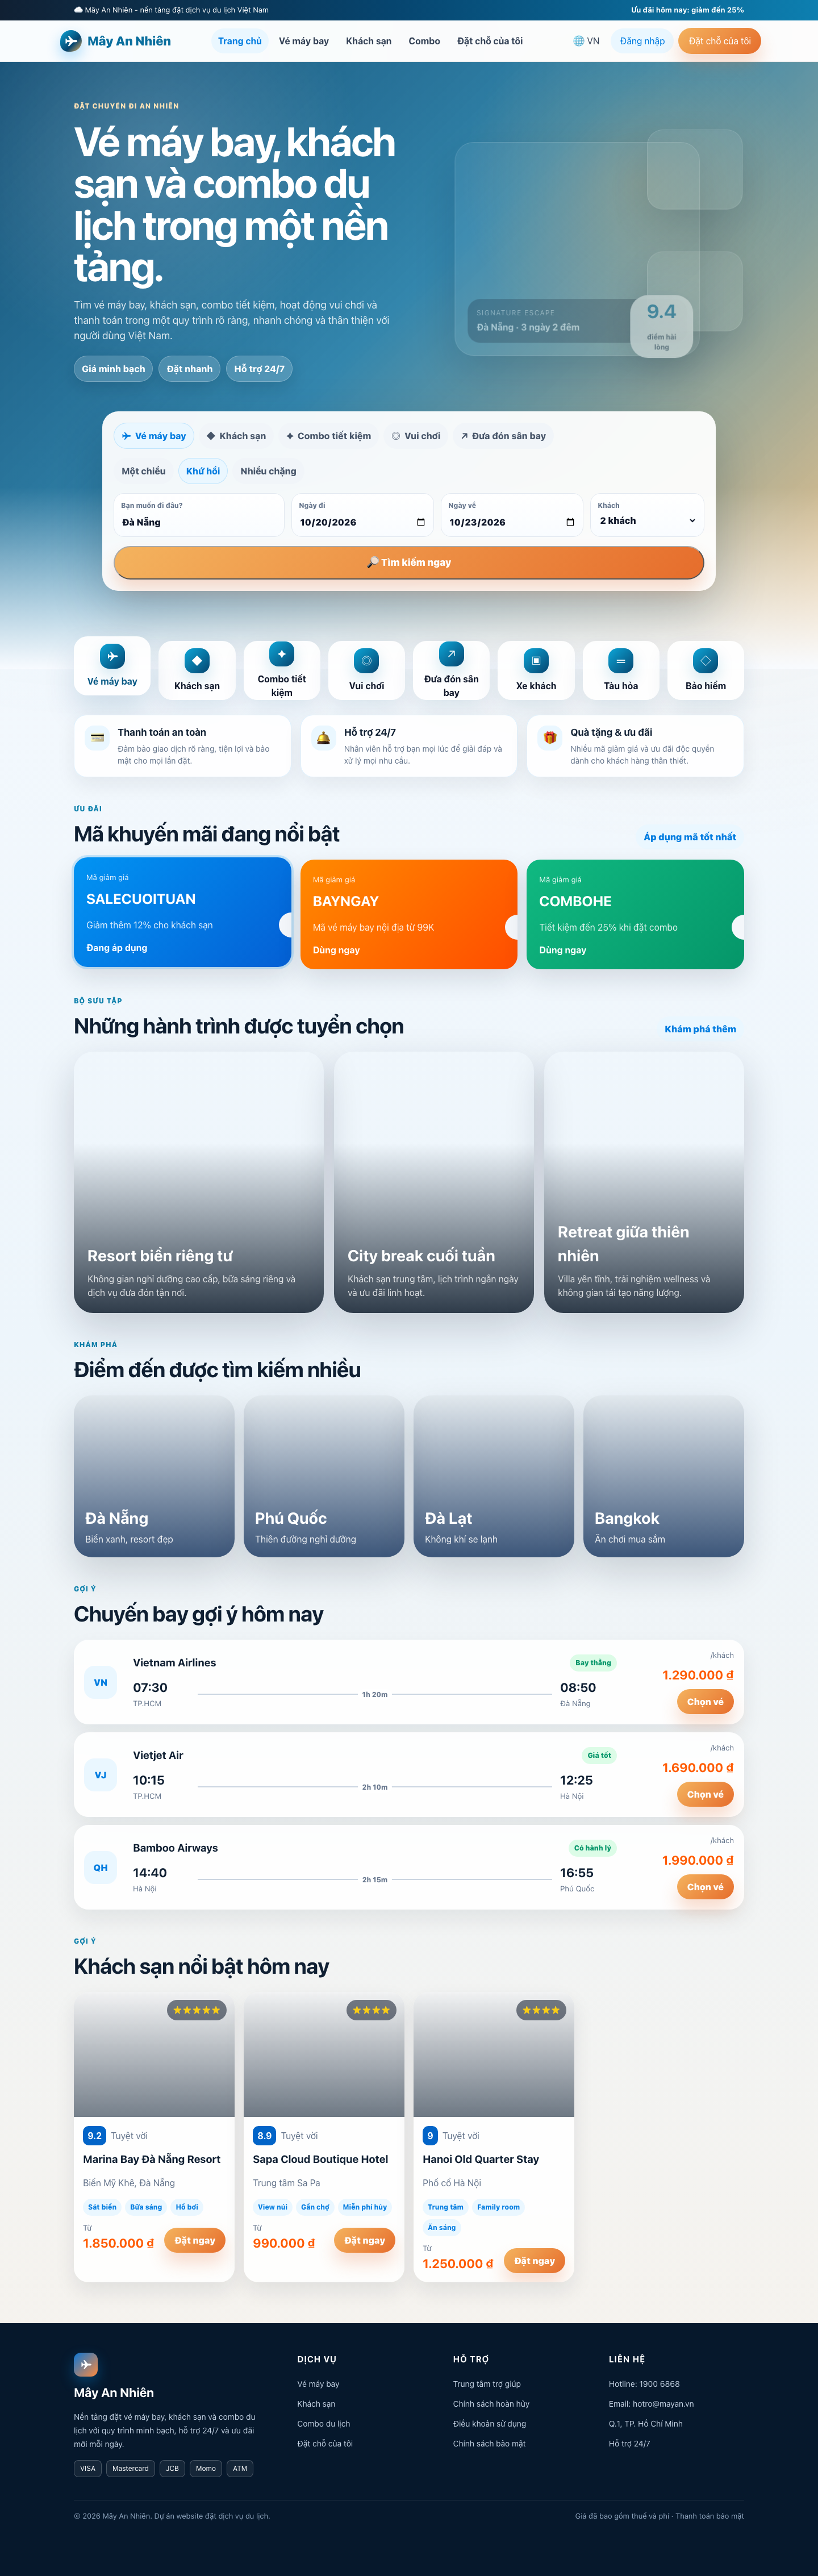 Mây An Nhiên - nền tảng đặt dịch vụ du lịch Việt Nam
Ưu đãi hôm nay: giảm đến 25%
Mây An Nhiên
Trang chủ
Vé máy bay
Khách sạn
Combo
Đặt chỗ của tôi
VN
Đăng nhập
Đặt chỗ của tôi
ĐẶT CHUYẾN ĐI AN NHIÊN
Vé máy bay, khách
sạn và combo du
lịch trong một nền
tảng.
Tìm vé máy bay, khách sạn, combo tiết kiệm, hoạt động vui chơi và
thanh toán trong một quy trình rõ ràng, nhanh chóng và thân thiện với
người dùng Việt Nam.
Giá minh bạch
Đặt nhanh
Hỗ trợ 24/7
SIGNATURE ESCAPE
Đà Nẵng · 3 ngày 2 đêm
9.4
điểm hài
lòng
Vé máy bay
Khách sạn
Combo tiết kiệm
Vui chơi
Đưa đón sân bay
Một chiều
Khứ hồi
Nhiều chặng
Bạn muốn đi đâu?
Đà Nẵng
Ngày đi
10/20/2026
Ngày về
10/23/2026
Khách
2 khách
Tìm kiếm ngay
Vé máy bay
Khách sạn
Combo tiết
kiệm
Vui chơi
Đưa đón sân
bay
Xe khách
Tàu hỏa
Bảo hiểm
Thanh toán an toàn
Đảm bảo giao dịch rõ ràng, tiện lợi và bảo
mật cho mọi lần đặt.
Hỗ trợ 24/7
Nhân viên hỗ trợ bạn mọi lúc để giải đáp và
xử lý mọi nhu cầu.
Quà tặng & ưu đãi
Nhiều mã giảm giá và ưu đãi độc quyền
dành cho khách hàng thân thiết.
ƯU ĐÃI
Mã khuyến mãi đang nổi bật
Áp dụng mã tốt nhất
Mã giảm giá
SALECUOITUAN
Giảm thêm 12% cho khách sạn
Đang áp dụng
Mã giảm giá
BAYNGAY
Mã vé máy bay nội địa từ 99K
Dùng ngay
Mã giảm giá
COMBOHE
Tiết kiệm đến 25% khi đặt combo
Dùng ngay
BỘ SƯU TẬP
Những hành trình được tuyển chọn
Khám phá thêm
Resort biển riêng tư
Không gian nghỉ dưỡng cao cấp, bữa sáng riêng và
dịch vụ đưa đón tận nơi.
City break cuối tuần
Khách sạn trung tâm, lịch trình ngắn ngày
và ưu đãi linh hoạt.
Retreat giữa thiên
nhiên
Villa yên tĩnh, trải nghiệm wellness và
không gian tái tạo năng lượng.
KHÁM PHÁ
Điểm đến được tìm kiếm nhiều
Đà Nẵng
Biển xanh, resort đẹp
Phú Quốc
Thiên đường nghỉ dưỡng
Đà Lạt
Không khí se lạnh
Bangkok
Ăn chơi mua sắm
GỢI Ý
Chuyến bay gợi ý hôm nay
VN
Vietnam Airlines
Bay thẳng
07:30
TP.HCM
1h 20m
08:50
Đà Nẵng
/khách
1.290.000 ₫
Chọn vé
VJ
Vietjet Air
Giá tốt
10:15
TP.HCM
2h 10m
12:25
Hà Nội
/khách
1.690.000 ₫
Chọn vé
QH
Bamboo Airways
Có hành lý
14:40
Hà Nội
2h 15m
16:55
Phú Quốc
/khách
1.990.000 ₫
Chọn vé
GỢI Ý
Khách sạn nổi bật hôm nay
9.2 Tuyệt vời
Marina Bay Đà Nẵng Resort
Biển Mỹ Khê, Đà Nẵng
Sát biển
Bữa sáng
Hồ bơi
Từ
1.850.000 ₫
Đặt ngay
8.9 Tuyệt vời
Sapa Cloud Boutique Hotel
Trung tâm Sa Pa
View núi
Gần chợ
Miễn phí hủy
Từ
990.000 ₫
Đặt ngay
9 Tuyệt vời
Hanoi Old Quarter Stay
Phố cổ Hà Nội
Trung tâm
Family room
Ăn sáng
Từ
1.250.000 ₫
Đặt ngay
Mây An Nhiên
Nền tảng đặt vé máy bay, khách sạn và combo du
lịch với quy trình minh bạch, hỗ trợ 24/7 và ưu đãi
mới mỗi ngày.
VISA
Mastercard
JCB
Momo
ATM
DỊCH VỤ
Vé máy bay
Khách sạn
Combo du lịch
Đặt chỗ của tôi
HỖ TRỢ
Trung tâm trợ giúp
Chính sách hoàn hủy
Điều khoản sử dụng
Chính sách bảo mật
LIÊN HỆ
Hotline: 1900 6868
Email: hotro@mayan.vn
Q.1, TP. Hồ Chí Minh
Hỗ trợ 24/7
© 2026 Mây An Nhiên. Dự án website đặt dịch vụ du lịch.
Giá đã bao gồm thuế và phí · Thanh toán bảo mật